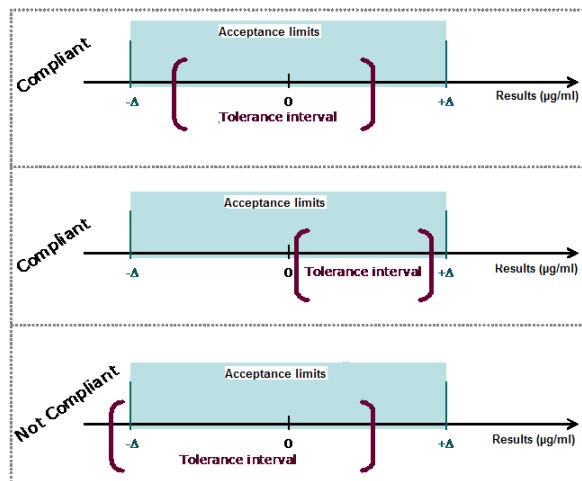 Compliant
Acceptance limits
-Δ
0
+Δ
Results (µg/ml)
Tolerance interval
Compliant
Acceptance limits
-Δ
0
Tolerance interval
+Δ
Results (µg/ml)
Not Compliant
Acceptance limits
-Δ
0
+Δ
Results (µg/ml)
Tolerance interval